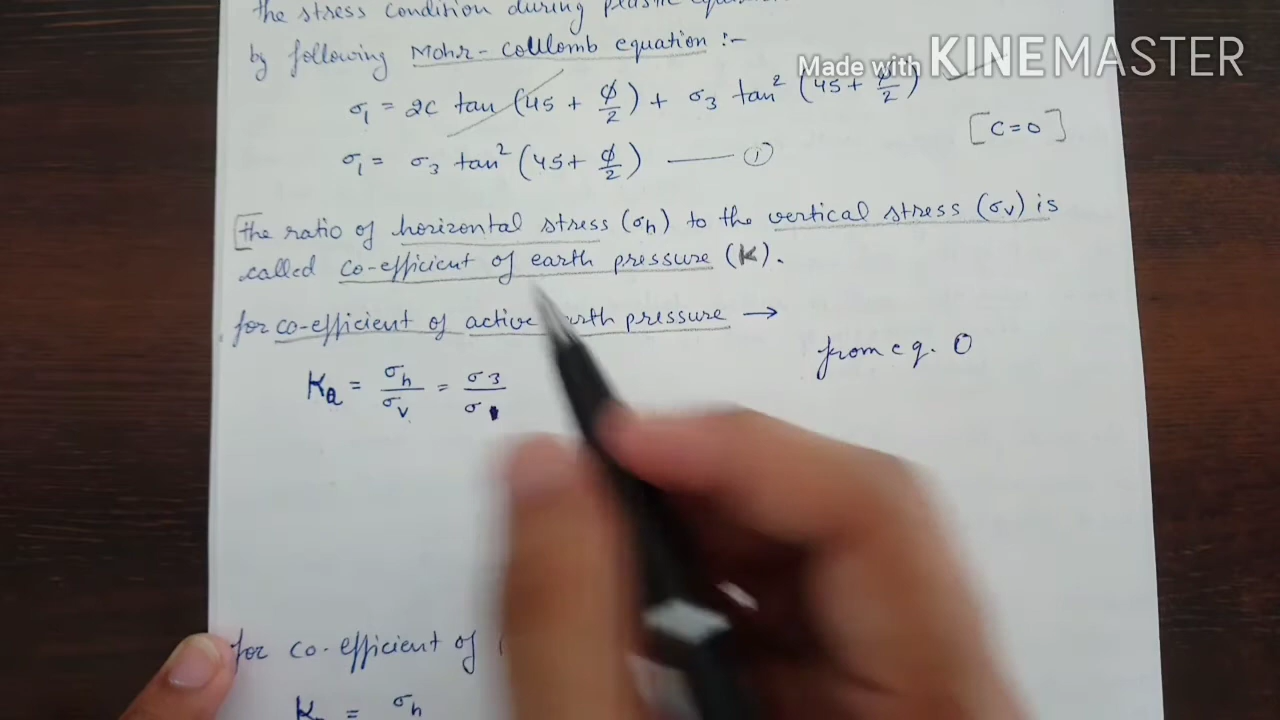 the stress condition during plastic
by following Mohr-Coulomb equation :-
Made with KINEMASTER
σ₁ = 2c tan (45 + ϕ/2) + σ₃ tan² (45 + ϕ/2)
[c=0]
σ₁ = σ₃ tan² (45+ ϕ/2) —— ①
the ratio of horizontal stress (σh) to the vertical stress (σv) is
called co-efficient of earth pressure (K).
for co-efficient of active earth pressure →
from eq. ①
Ka = σh/σv = σ3/σ1
for co-efficient of
= σh